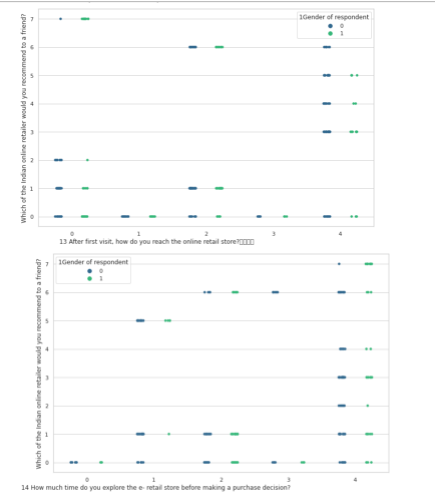 Which of the Indian online retailer would you recommend to a friend?
7
6
5
4
3
2
1
0
1Gender of respondent
0
1
0 1 2 3 4
13 After first visit, how do you reach the online retail store?
Which of the Indian online retailer would you recommend to a friend?
7
6
5
4
3
2
1
0
1Gender of respondent
0
1
0 1 2 3 4
14 How much time do you explore the e- retail store before making a purchase decision?